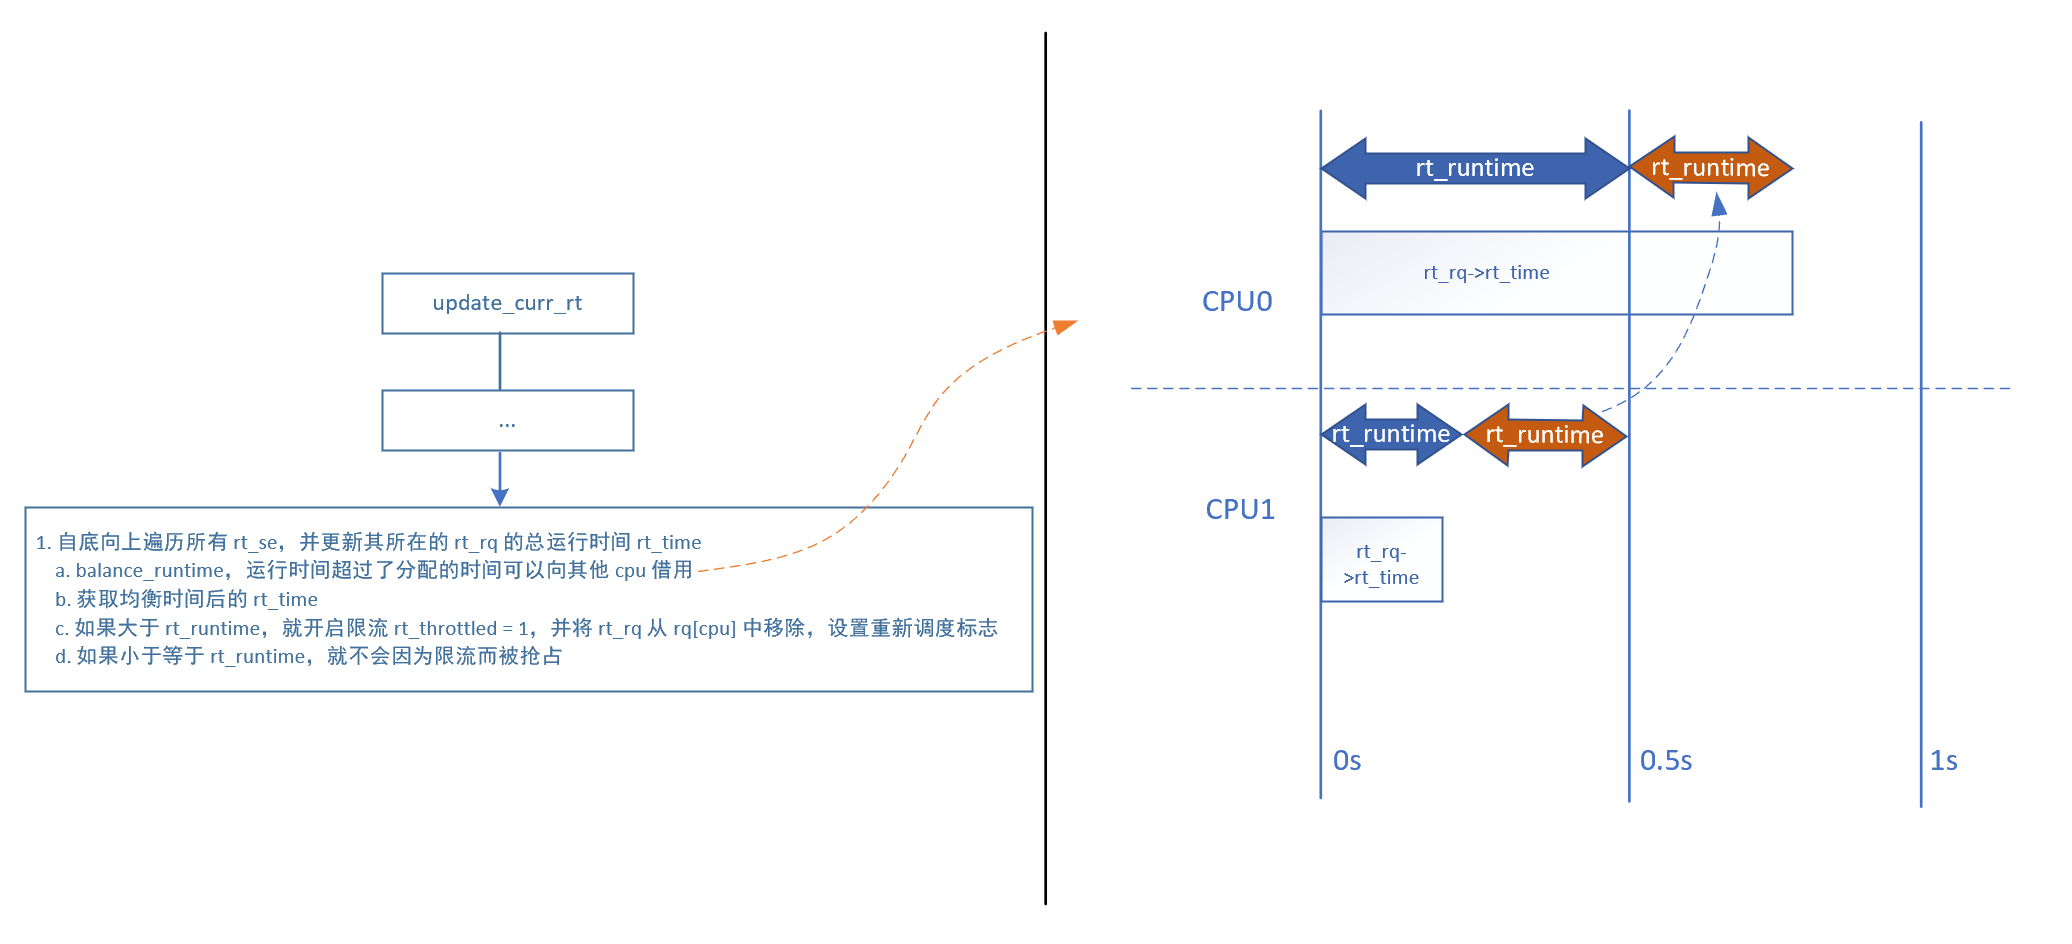 update_curr_rt
...
1. 自底向上遍历所有 rt_se，并更新其所在的 rt_rq 的总运行时间 rt_time
a. balance_runtime，运行时间超过了分配的时间可以向其他 cpu 借用
b. 获取均衡时间后的 rt_time
c. 如果大于 rt_runtime，就开启限流 rt_throttled = 1，并将 rt_rq 从 rq[cpu] 中移除，设置重新调度标志
d. 如果小于等于 rt_runtime，就不会因为限流而被抢占
rt_runtime
rt_runtime
rt_rq->rt_time
CPU0
rt_runtime
rt_runtime
CPU1
rt_rq-
>rt_time
0s
0.5s
1s